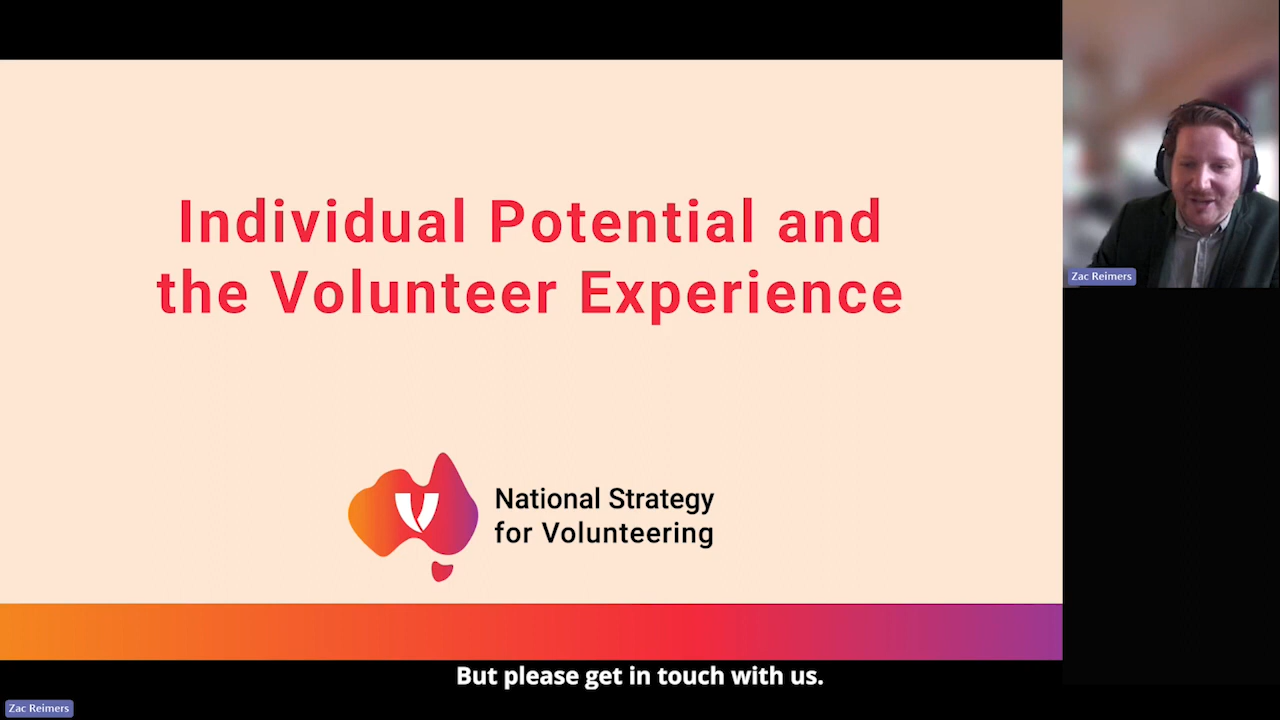 Individual Potential and
the Volunteer Experience
National Strategy
for Volunteering
Zac Reimers
But please get in touch with us.
Zac Reimers